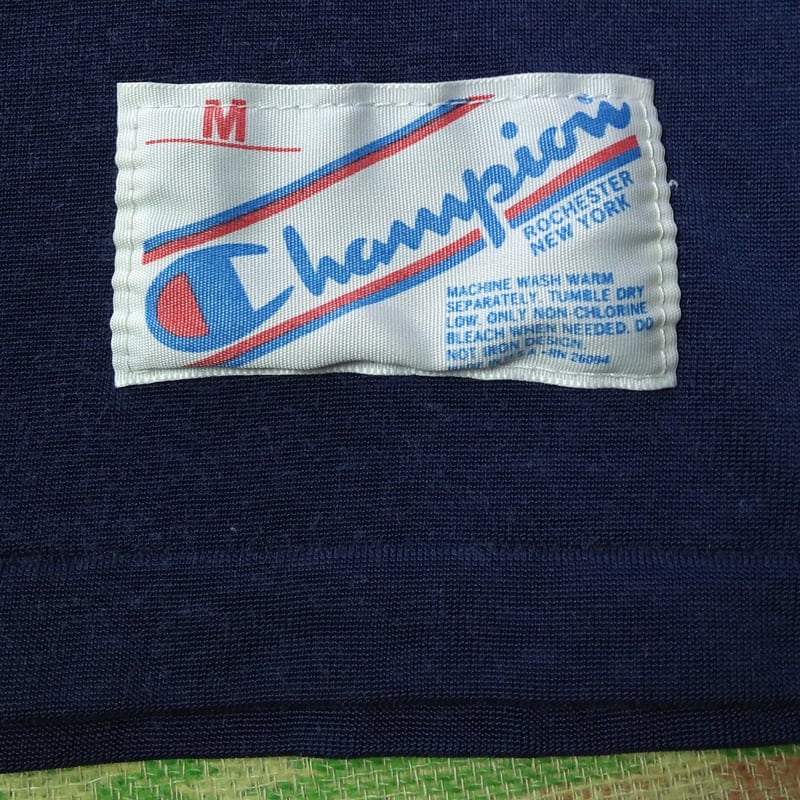 M
Champion
ROCHESTER
NEW YORK
MACHINE WASH WARM
SEPARATELY. TUMBLE DRY
LOW. ONLY NON-CHLORINE
BLEACH WHEN NEEDED. DO
NOT IRON DESIGN.
RN 26094